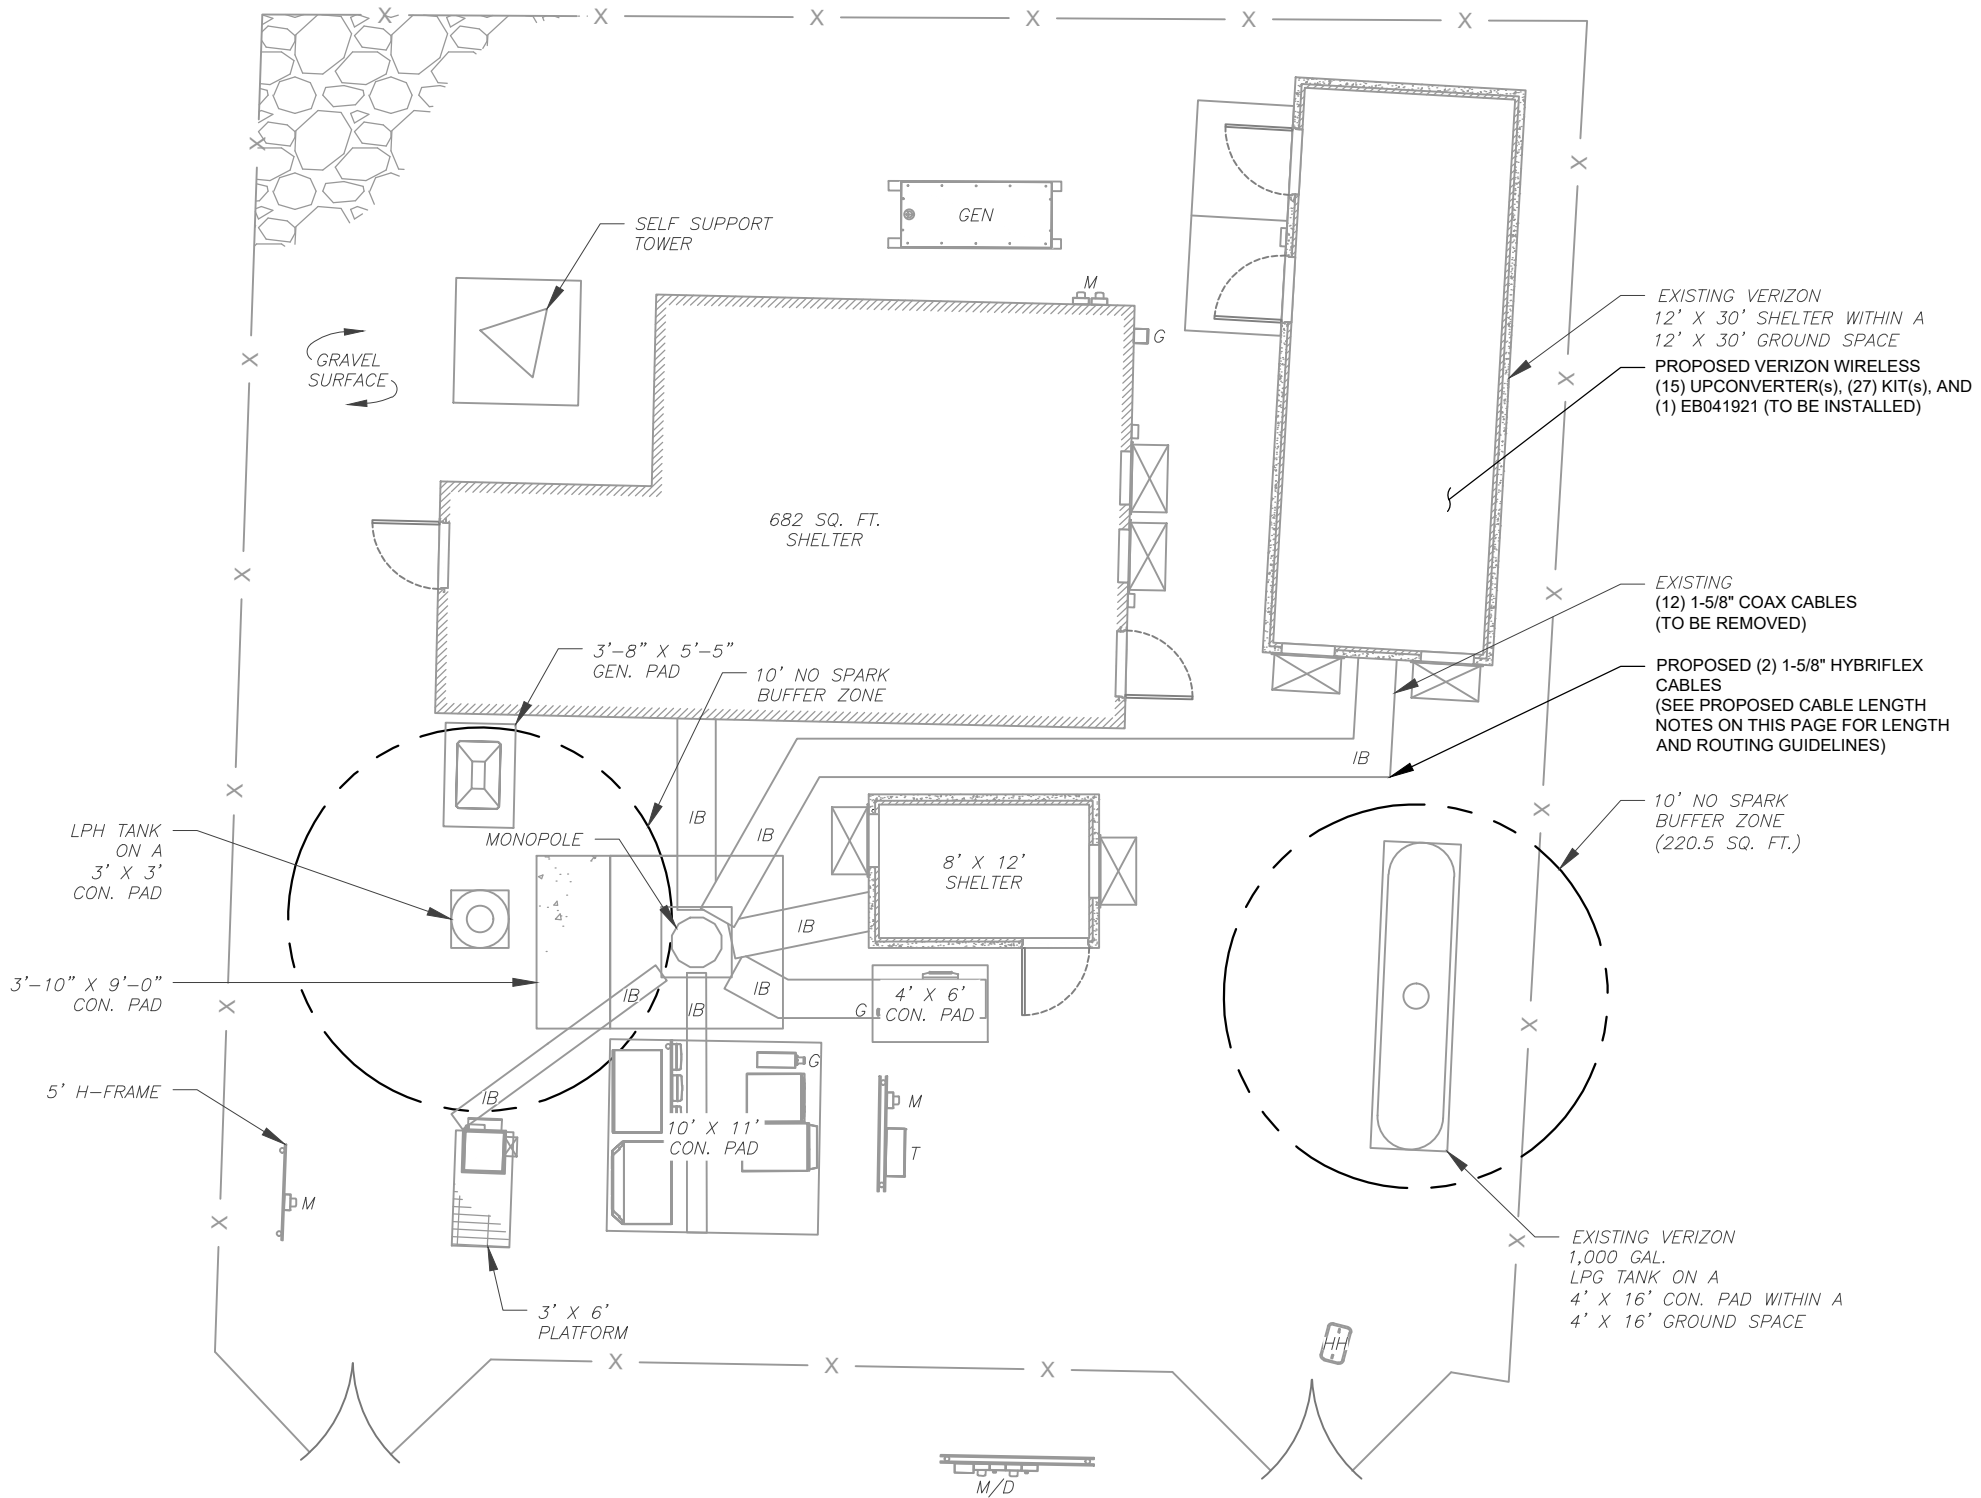 X X X X X X
X
X
SELF SUPPORT
TOWER
GEN
M
G
EXISTING VERIZON
12' X 30' SHELTER WITHIN A
12' X 30' GROUND SPACE
PROPOSED VERIZON WIRELESS
(15) UPCONVERTER(s), (27) KIT(s), AND
(1) EB041921 (TO BE INSTALLED)
X
GRAVEL
SURFACE
X
682 SQ. FT.
SHELTER
X
X
EXISTING
(12) 1-5/8" COAX CABLES
(TO BE REMOVED)
3'-8" X 5'-5"
GEN. PAD
10' NO SPARK
BUFFER ZONE
PROPOSED (2) 1-5/8" HYBRIFLEX
CABLES
(SEE PROPOSED CABLE LENGTH
NOTES ON THIS PAGE FOR LENGTH
AND ROUTING GUIDELINES)
IB
X
X
10' NO SPARK
BUFFER ZONE
(220.5 SQ. FT.)
IB
IB
LPH TANK
ON A
3' X 3'
CON. PAD
MONOPOLE
8' X 12'
SHELTER
IB
3'-10" X 9'-0"
CON. PAD
IB
IB
IB
G
4' X 6'
CON. PAD
X
X
G
5' H-FRAME
IB
M
10' X 11'
CON. PAD
M
T
X
X
3' X 6'
PLATFORM
EXISTING VERIZON
1,000 GAL.
LPG TANK ON A
4' X 16' CON. PAD WITHIN A
4' X 16' GROUND SPACE
HH
X X X
M/D